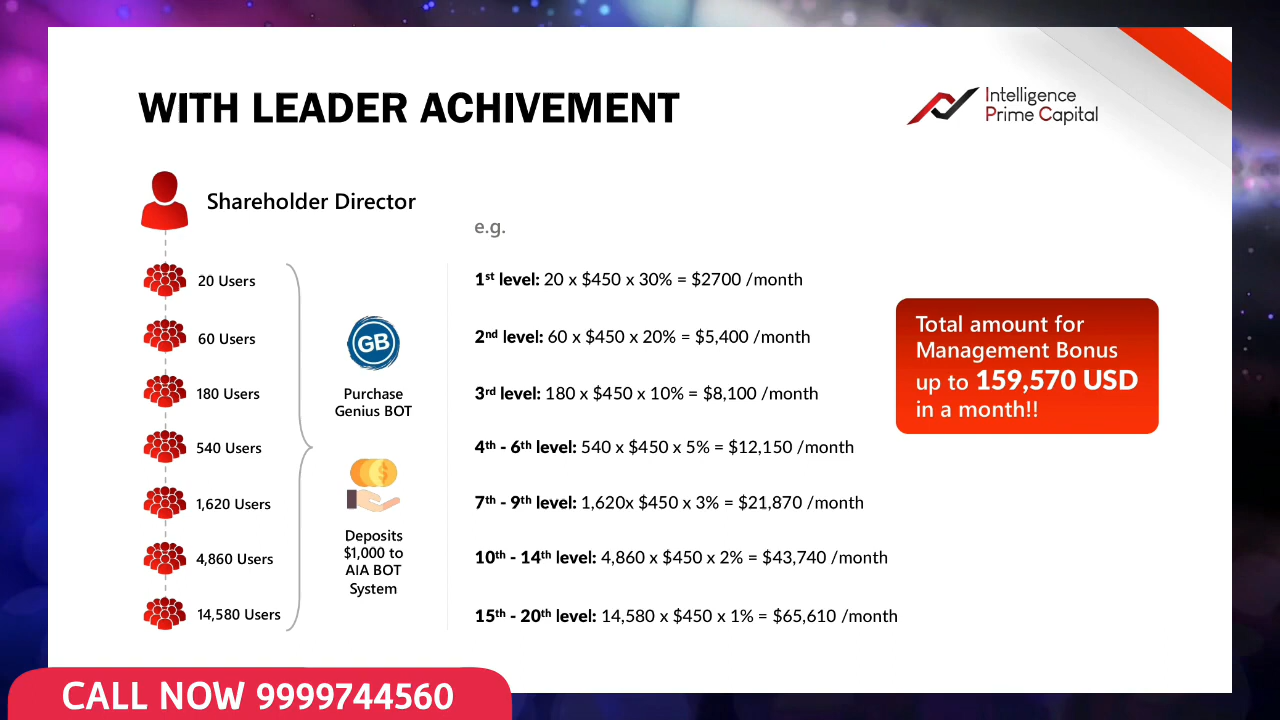 WITH LEADER ACHIVEMENT
Intelligence
Prime Capital
Shareholder Director
e.g.
20 Users
60 Users
180 Users
540 Users
1,620 Users
4,860 Users
14,580 Users
GB
Purchase
Genius BOT
Deposits
$1,000 to
AIA BOT
System
1st level: 20 x $450 x 30% = $2700 /month
2nd level: 60 x $450 x 20% = $5,400 /month
3rd level: 180 x $450 x 10% = $8,100 /month
4th - 6th level: 540 x $450 x 5% = $12,150 /month
7th - 9th level: 1,620x $450 x 3% = $21,870 /month
10th - 14th level: 4,860 x $450 x 2% = $43,740 /month
15th - 20th level: 14,580 x $450 x 1% = $65,610 /month
Total amount for
Management Bonus
up to 159,570 USD
in a month!!
CALL NOW 9999744560